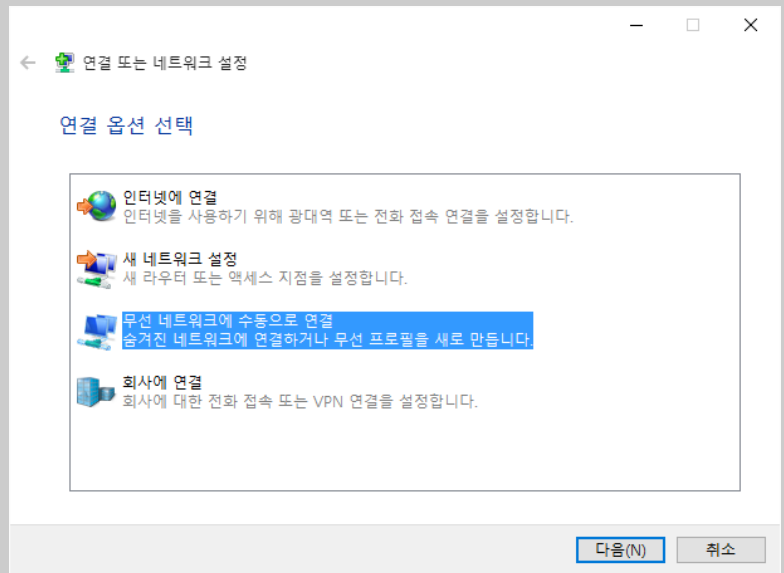 연결 또는 네트워크 설정
연결 옵션 선택
인터넷에 연결
인터넷을 사용하기 위해 광대역 또는 전화 접속 연결을 설정합니다.
새 네트워크 설정
새 라우터 또는 액세스 지점을 설정합니다.
무선 네트워크에 수동으로 연결
숨겨진 네트워크에 연결하거나 무선 프로필을 새로 만듭니다.
회사에 연결
회사에 대한 전화 접속 또는 VPN 연결을 설정합니다.
다음(N) 취소